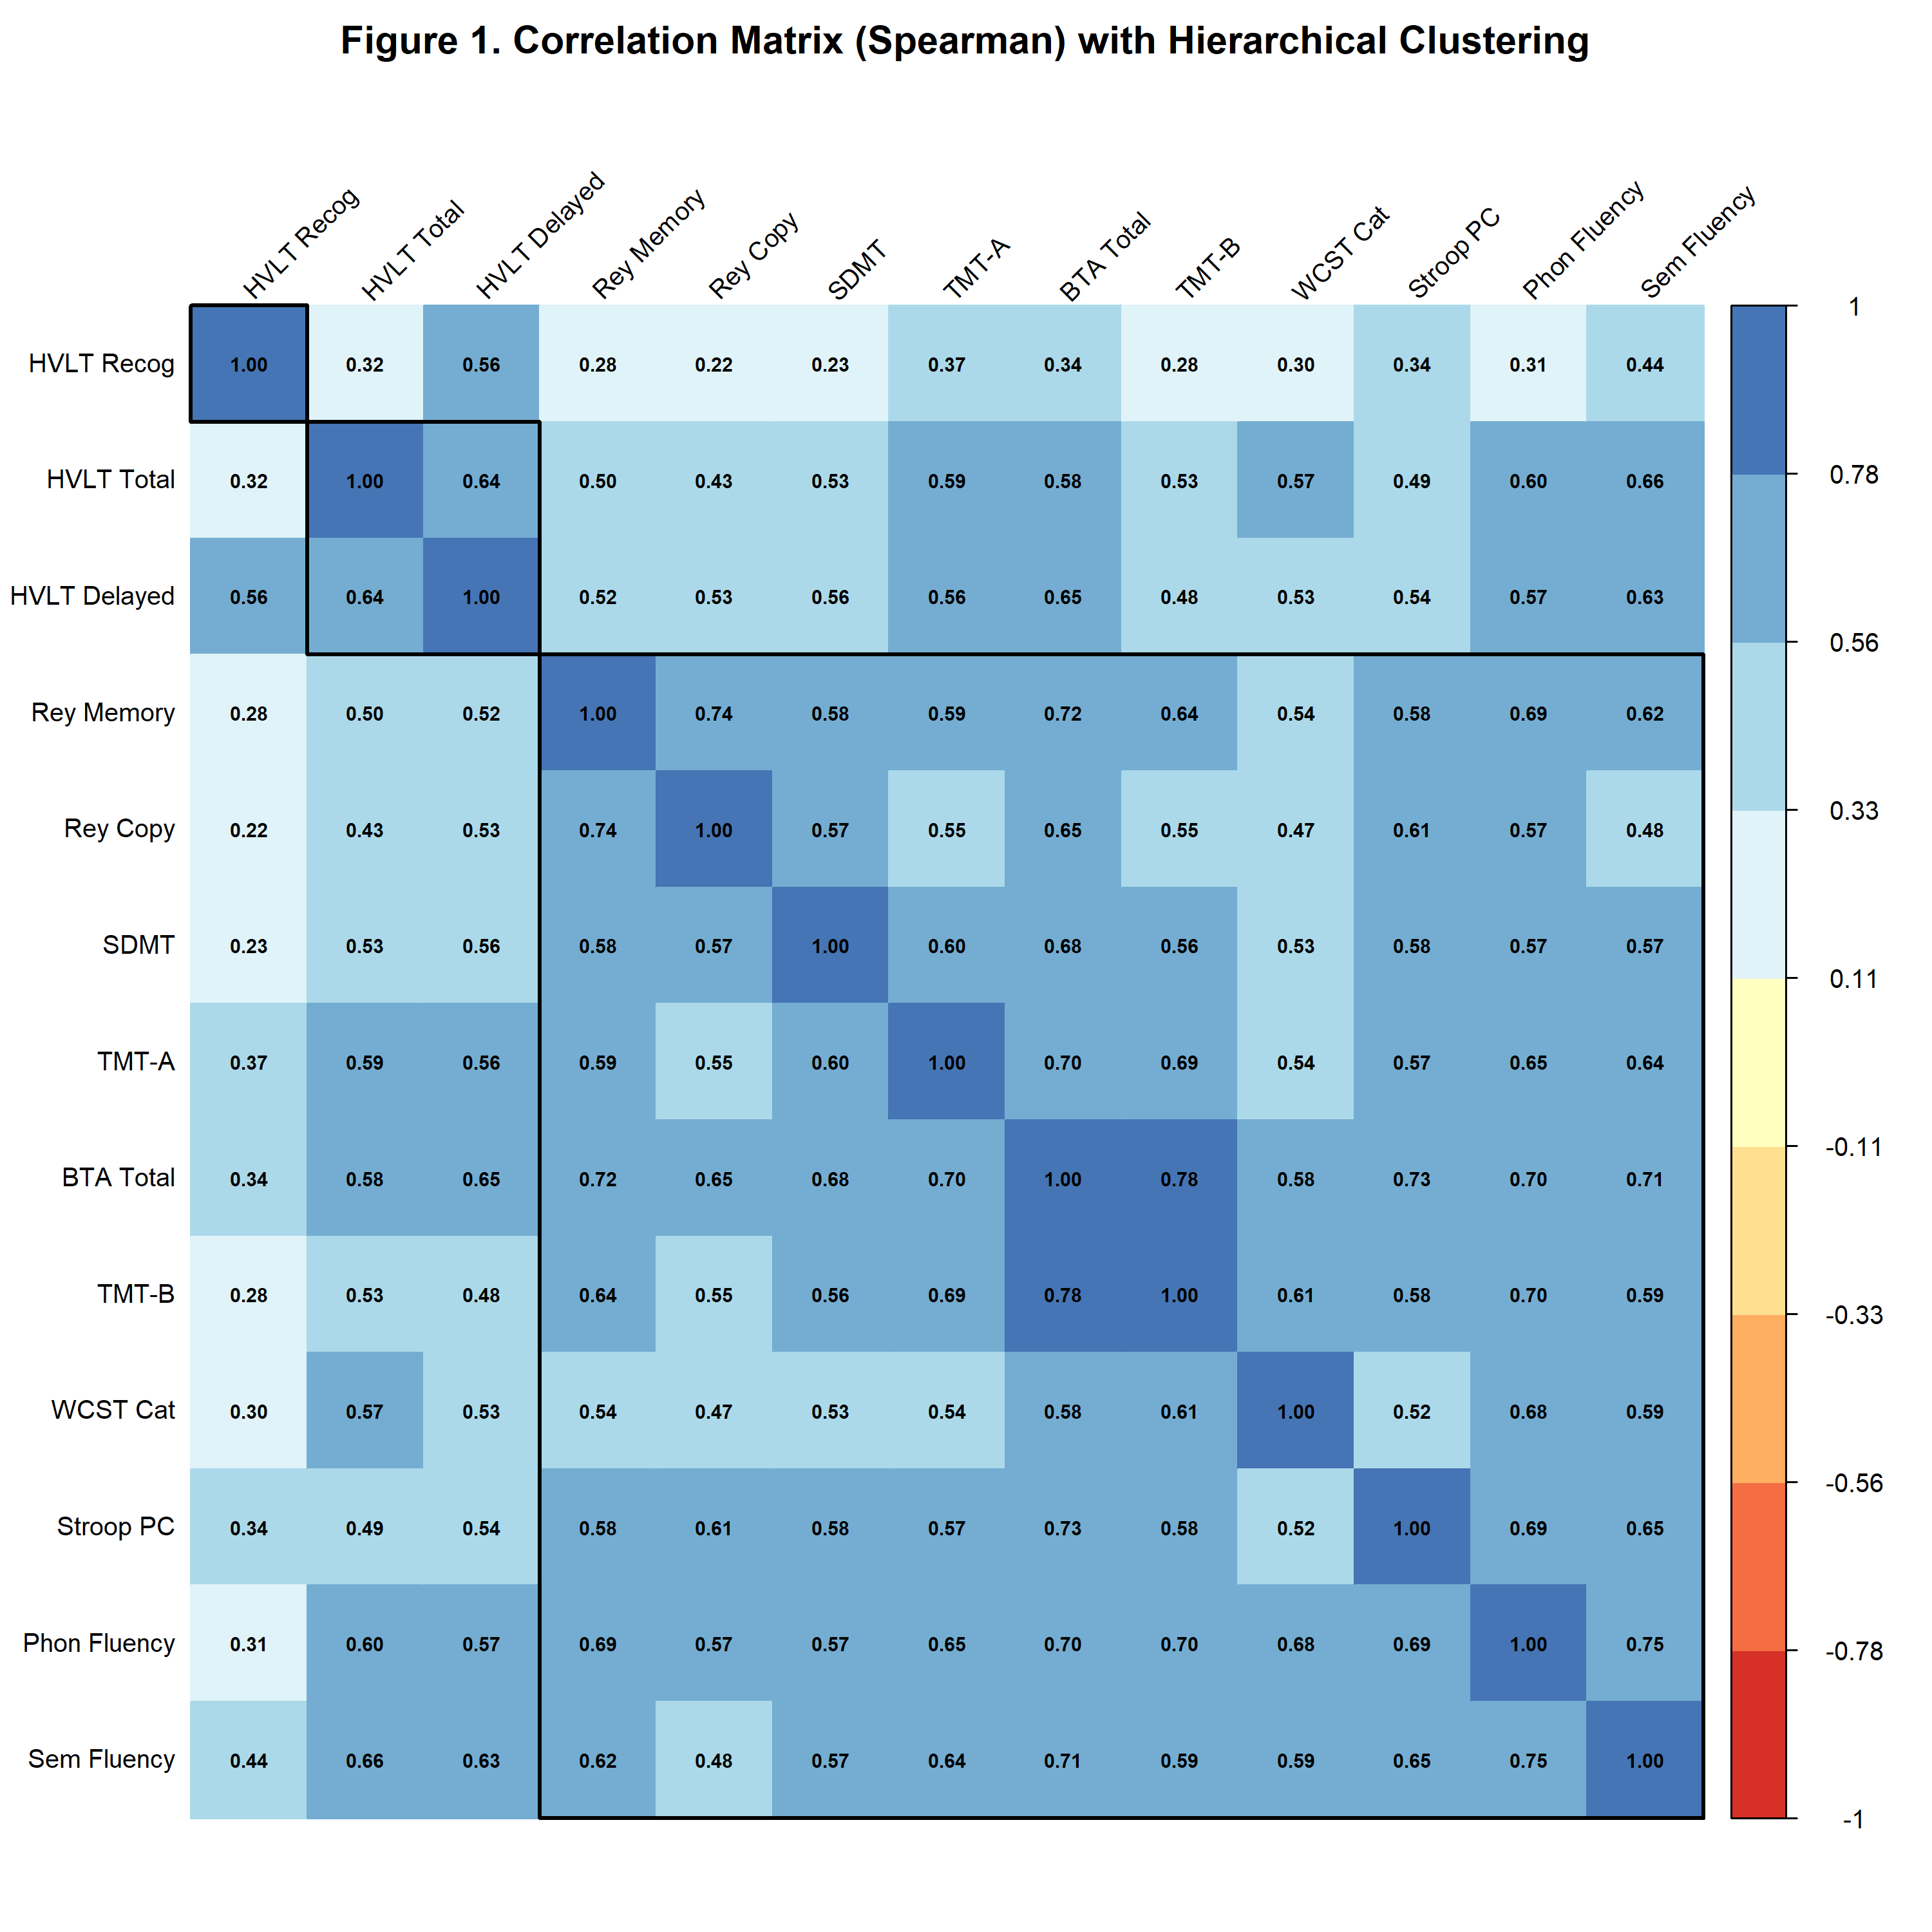 Figure 1. Correlation Matrix (Spearman) with Hierarchical Clustering
HVLT Recog HVLT Total HVLT Delayed Rey Memory Rey Copy SDMT TMT-A BTA Total TMT-B WCST Cat Stroop PC Phon Fluency Sem Fluency
HVLT Recog 1.00 0.32 0.56 0.28 0.22 0.23 0.37 0.34 0.28 0.30 0.34 0.31 0.44
HVLT Total 0.32 1.00 0.64 0.50 0.43 0.53 0.59 0.58 0.53 0.57 0.49 0.60 0.66
HVLT Delayed 0.56 0.64 1.00 0.52 0.53 0.56 0.56 0.65 0.48 0.53 0.54 0.57 0.63
Rey Memory 0.28 0.50 0.52 1.00 0.74 0.58 0.59 0.72 0.64 0.54 0.58 0.69 0.62
Rey Copy 0.22 0.43 0.53 0.74 1.00 0.57 0.55 0.65 0.55 0.47 0.61 0.57 0.48
SDMT 0.23 0.53 0.56 0.58 0.57 1.00 0.60 0.68 0.56 0.53 0.58 0.57 0.57
TMT-A 0.37 0.59 0.56 0.59 0.55 0.60 1.00 0.70 0.69 0.54 0.57 0.65 0.64
BTA Total 0.34 0.58 0.65 0.72 0.65 0.68 0.70 1.00 0.78 0.58 0.73 0.70 0.71
TMT-B 0.28 0.53 0.48 0.64 0.55 0.56 0.69 0.78 1.00 0.61 0.58 0.70 0.59
WCST Cat 0.30 0.57 0.53 0.54 0.47 0.53 0.54 0.58 0.61 1.00 0.52 0.68 0.59
Stroop PC 0.34 0.49 0.54 0.58 0.61 0.58 0.57 0.73 0.58 0.52 1.00 0.69 0.65
Phon Fluency 0.31 0.60 0.57 0.69 0.57 0.57 0.65 0.70 0.70 0.68 0.69 1.00 0.75
Sem Fluency 0.44 0.66 0.63 0.62 0.48 0.57 0.64 0.71 0.59 0.59 0.65 0.75 1.00
1
0.78
0.56
0.33
0.11
-0.11
-0.33
-0.56
-0.78
-1